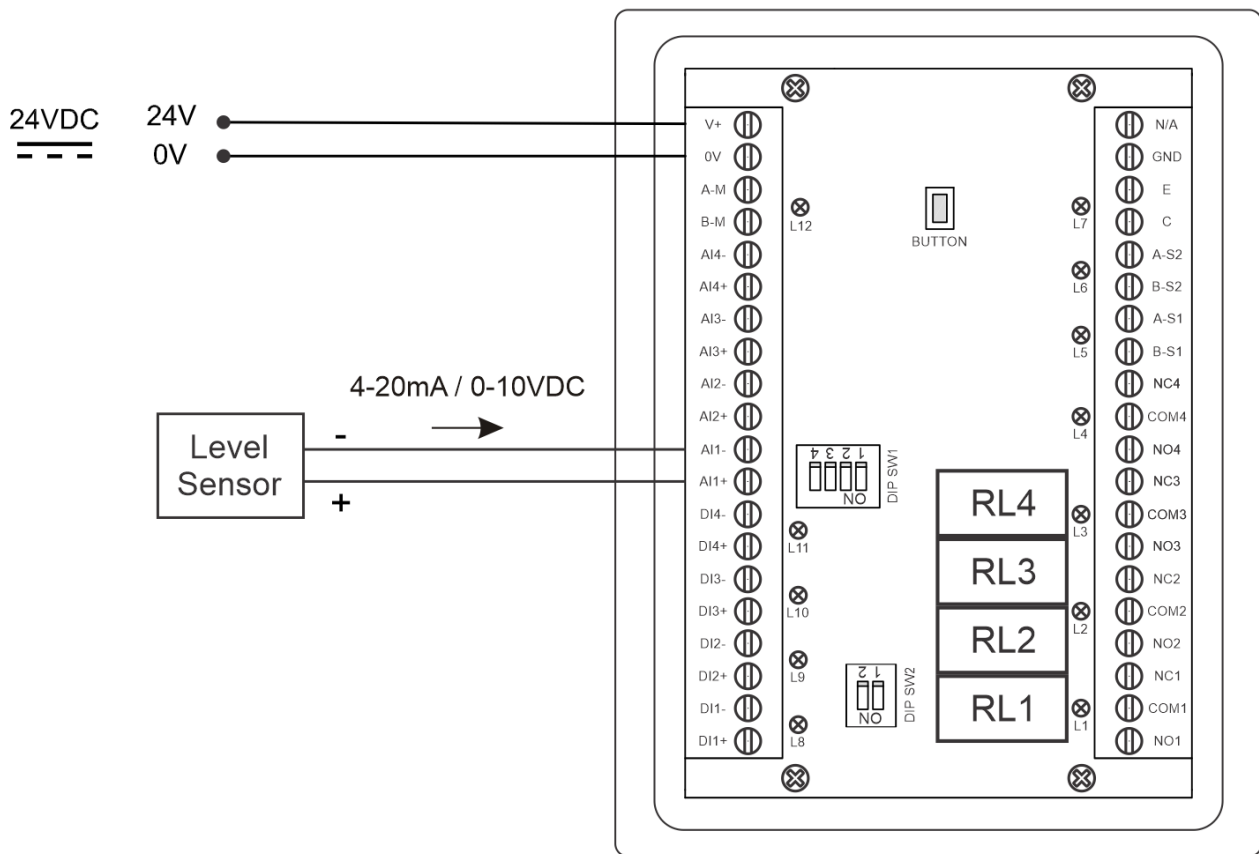 24VDC
24V
0V
4-20mA / 0-10VDC
Level
Sensor
-
+
V+
0V
A-M
B-M
AI4-
AI4+
AI3-
AI3+
AI2-
AI2+
AI1-
AI1+
DI4-
DI4+
DI3-
DI3+
DI2-
DI2+
DI1-
DI1+
L12
L11
L10
L9
L8
BUTTON
1 2 3 4
ON
DIP SW1
1 2
ON
DIP SW2
RL4
RL3
RL2
RL1
L7
L6
L5
L4
L3
L2
L1
N/A
GND
E
C
A-S2
B-S2
A-S1
B-S1
NC4
COM4
NO4
NC3
COM3
NO3
NC2
COM2
NO2
NC1
COM1
NO1